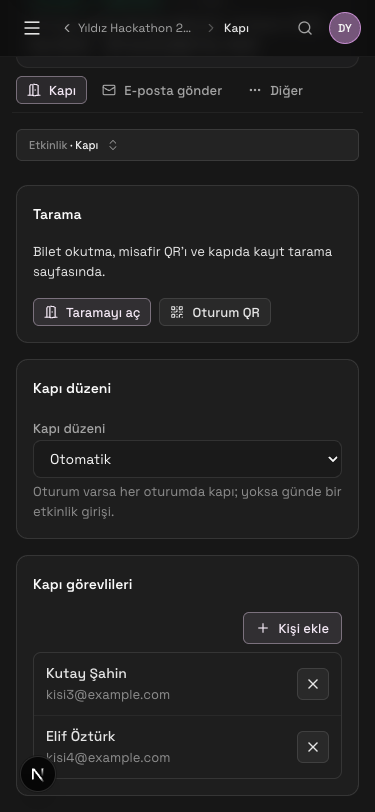 Yıldız Hackathon 2... Kapı DY
Kapı E-posta gönder Diğer
Etkinlik · Kapı
Tarama
Bilet okutma, misafir QR'ı ve kapıda kayıt tarama
sayfasında.
Taramayı aç Oturum QR
Kapı düzeni
Kapı düzeni
Otomatik
Oturum varsa her oturumda kapı; yoksa günde bir
etkinlik girişi.
Kapı görevlileri
Kişi ekle
Kutay Şahin
kisi3@example.com
Elif Öztürk
kisi4@example.com
N